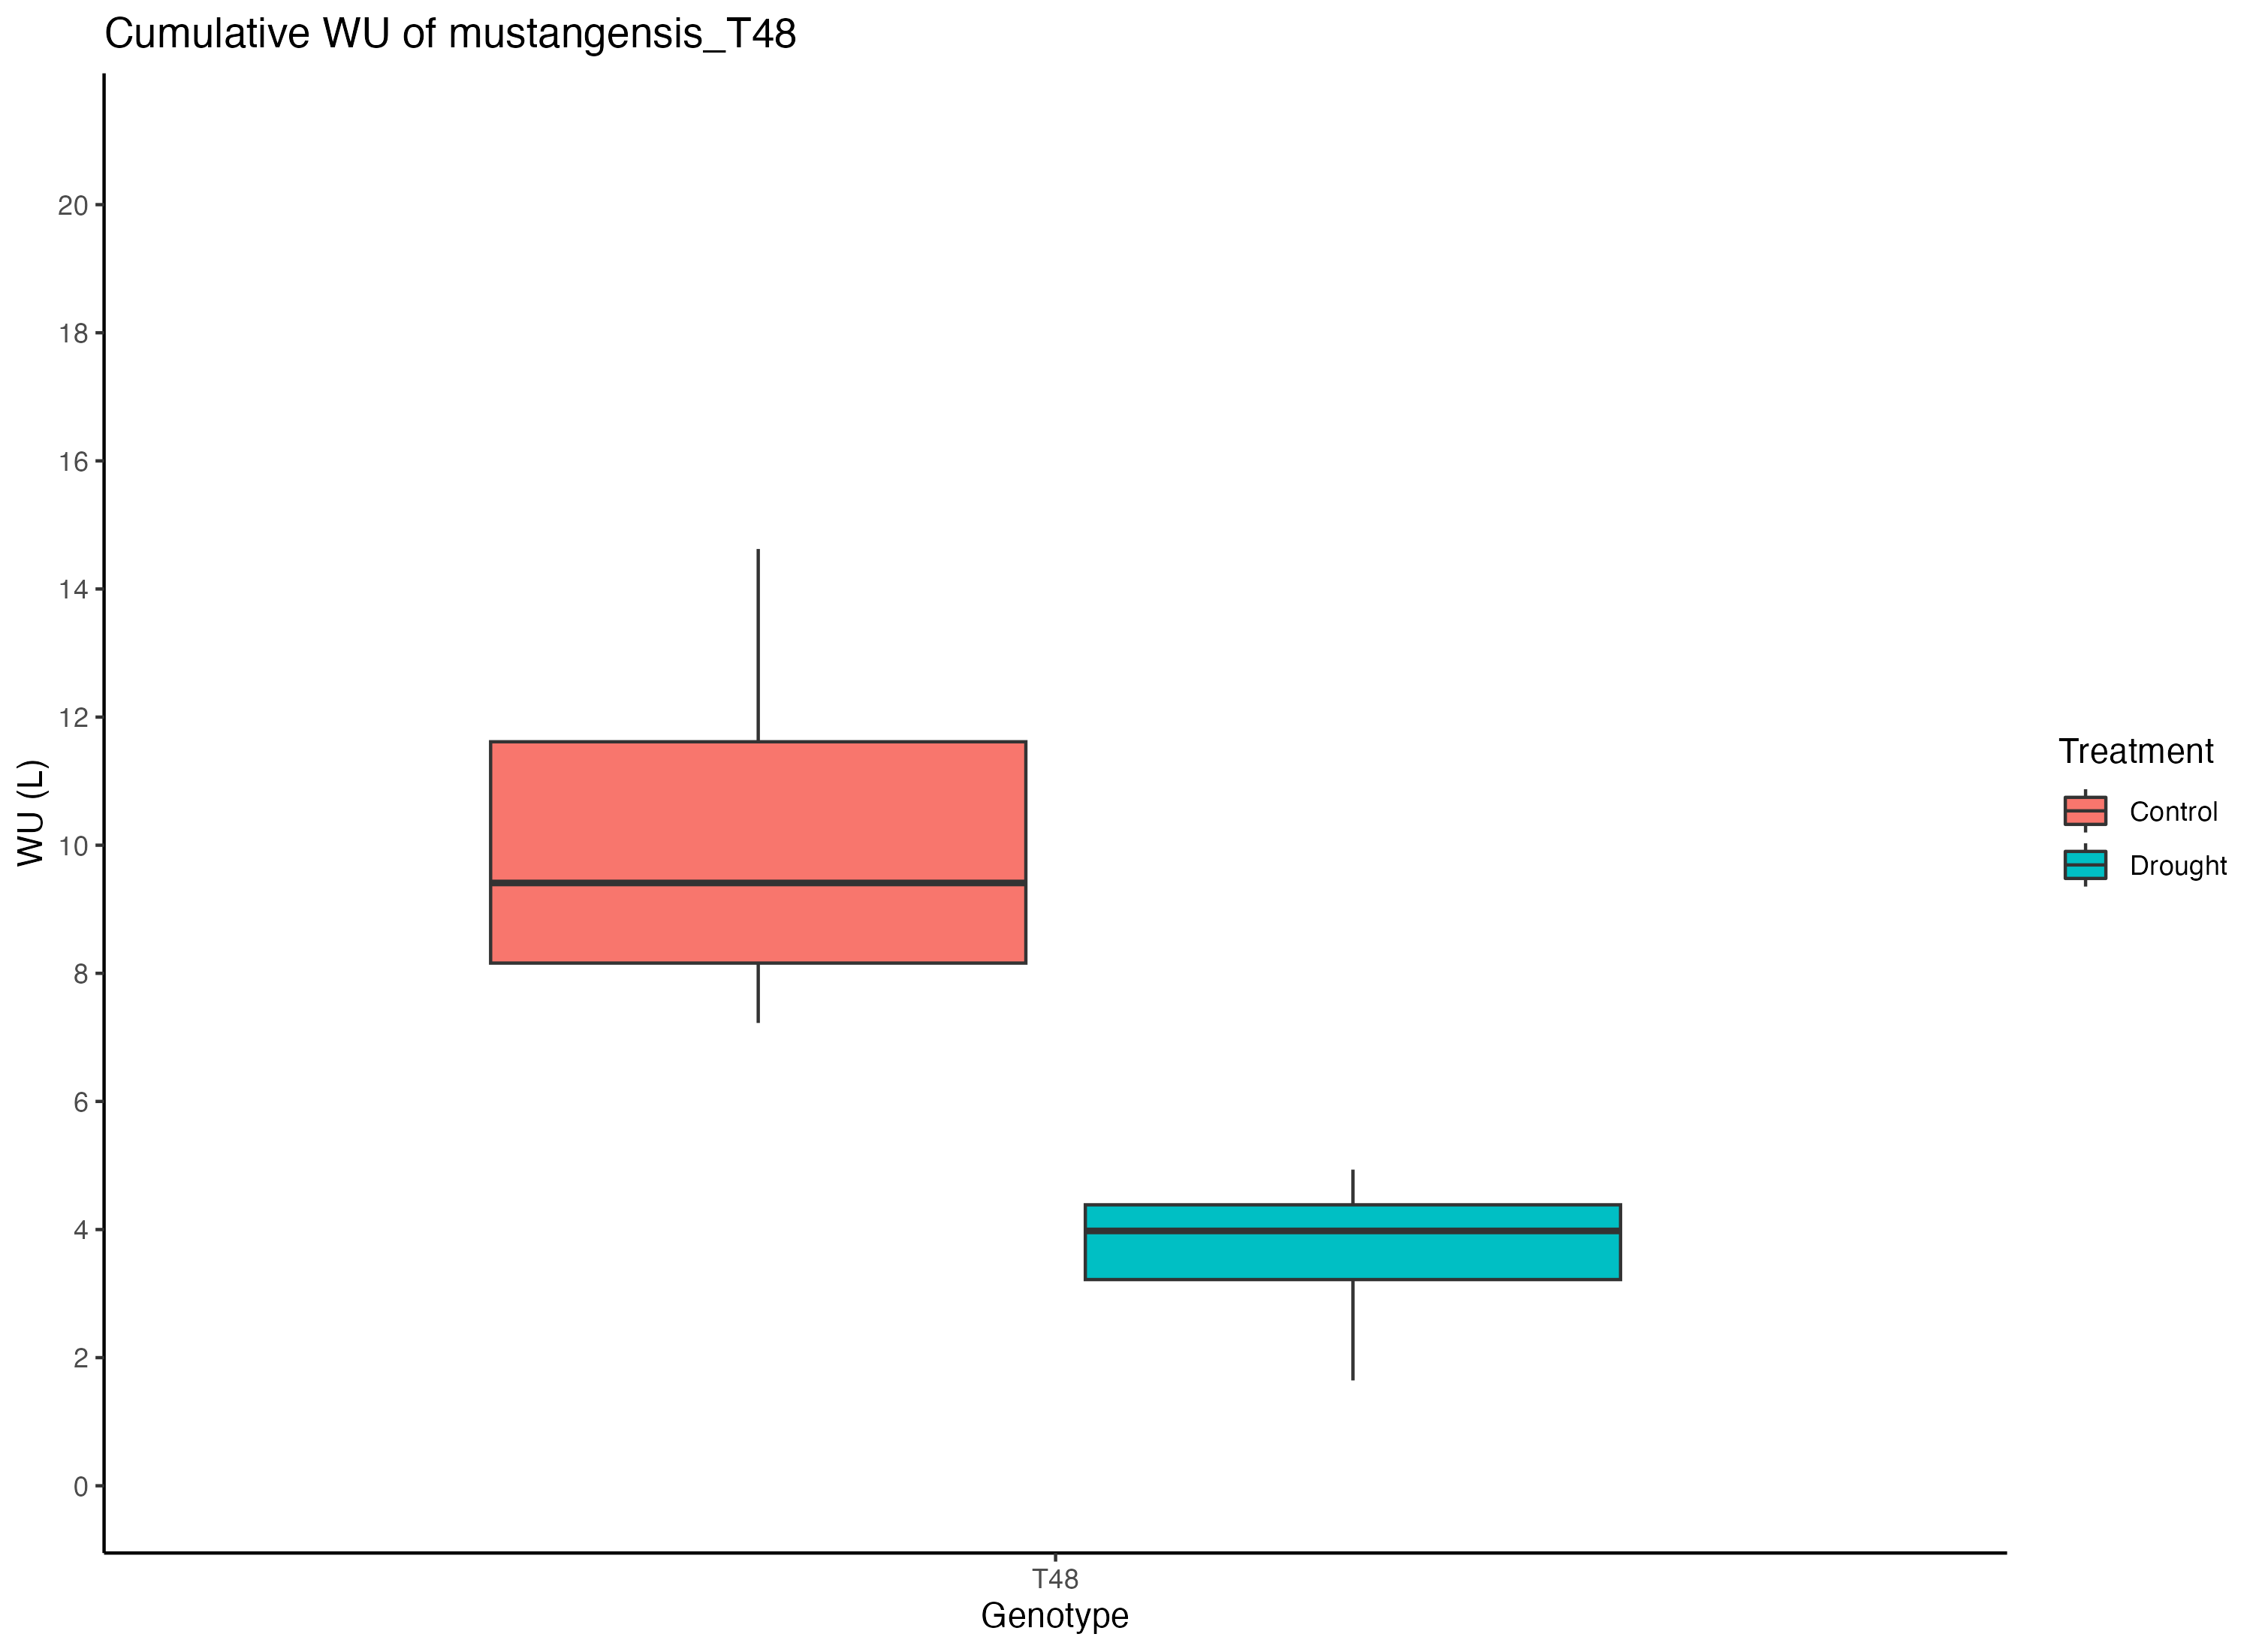 Cumulative WU of mustangensis_T48
20
18
16
14
12
10
8
6
4
2
0
WU (L)
T48
Genotype
Treatment
Control
Drought